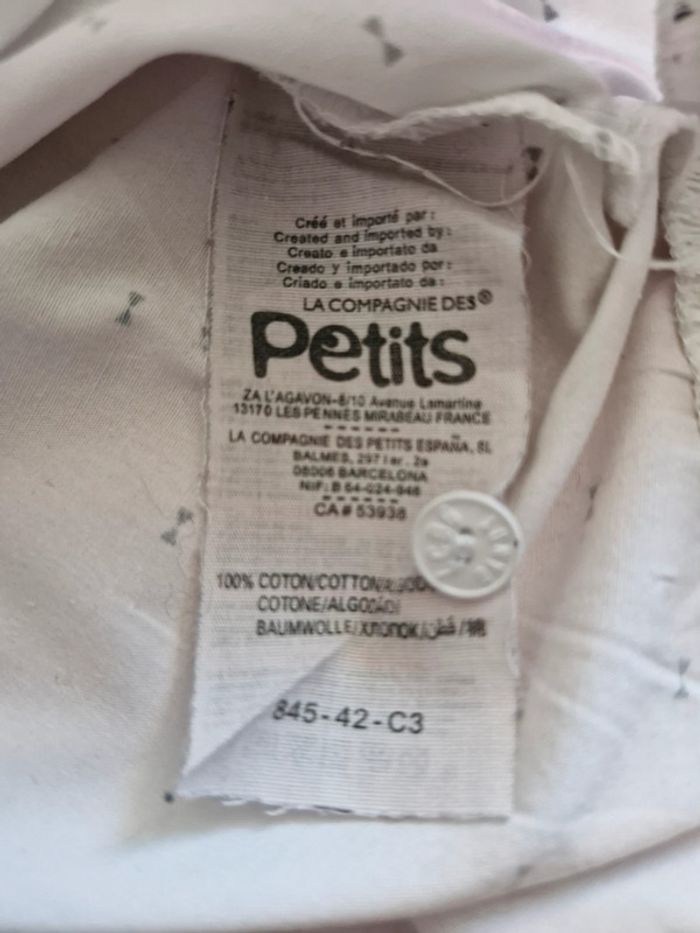 Créé et importé par:
Created and imported by:
Creato e importato da
Creado y importado por:
Criado e importado da:
LA COMPAGNIE DES®
Petits
ZA L'AGAVON-8/10 Avenue Lamartine
13170 LES PENNES MIRABEAU FRANCE
LA COMPAGNIE DES PETITS ESPAÑA, SL
BALMES, 297 1er. 2a
08006 BARCELONA
NIF: B 64-024-946
CA# 53938
100% COTON/COTTON
COTONE/ALGODÃO
BAUMWOLLE/ХЛОПОК/قطن/棉
845-42-C3